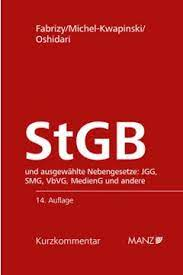 Fabrizy/Michel-Kwapinski/
Oshidari
StGB
und ausgewählte Nebengesetze: JGG,
SMG, VbVG, MedienG und andere
14. Auflage
Kurzkommentar
MANZ